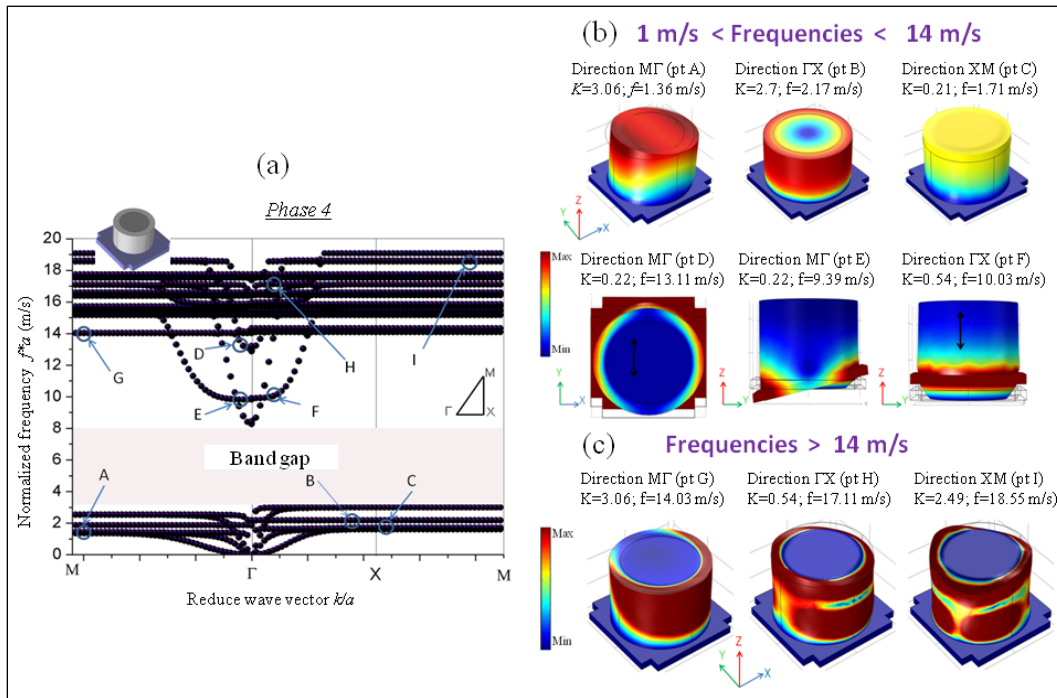 (a)
Phase 4
Normalized frequency f*a (m/s)
20
18
16
14
12
10
8
6
4
2
0
D
E
F
G
H
I
M
Γ
X
Band gap
A
B
C
M
Γ
X
M
Reduce wave vector k/a
(b) 1 m/s < Frequencies < 14 m/s
Direction MΓ (pt A)
K=3.06; f=1.36 m/s)
Direction ΓX (pt B)
K=2.7; f=2.17 m/s)
Direction XM (pt C)
K=0.21; f=1.71 m/s)
Z
Y
X
Direction MΓ (pt D)
K=0.22; f=13.11 m/s)
Direction MΓ (pt E)
K=0.22; f=9.39 m/s)
Direction ΓX (pt F)
K=0.54; f=10.03 m/s)
Max
Min
Y
X
Z
Y
Z
Y
(c) Frequencies > 14 m/s
Direction MΓ (pt G)
K=3.06; f=14.03 m/s)
Direction ΓX (pt H)
K=0.54; f=17.11 m/s)
Direction XM (pt I)
K=2.49; f=18.55 m/s)
Max
Min
Z
Y
X